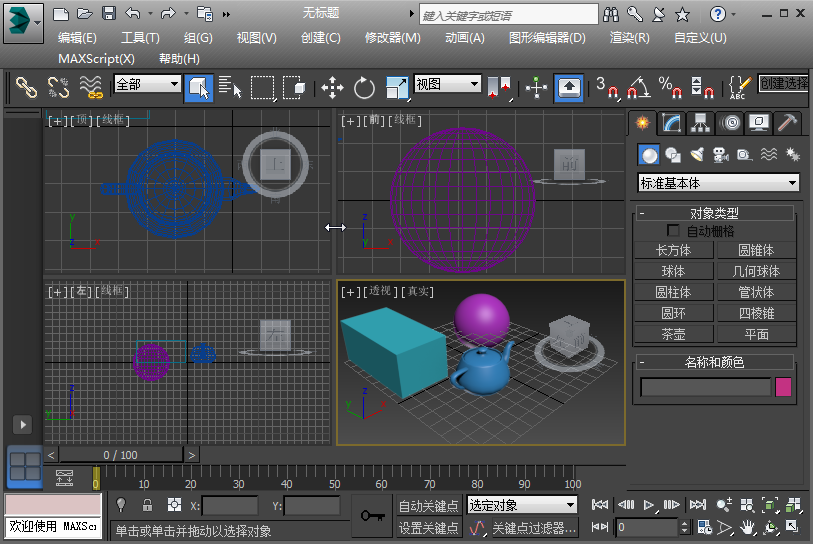 无标题
键入关键字或短语
编辑(E) 工具(T) 组(G) 视图(V) 创建(C) 修改器(M) 动画(A) 图形编辑器(D) 渲染(R) 自定义(U)
MAXScript(X) 帮助(H)
全部 视图 3 % ABC 创建选择
[+][顶][线框] [+][前][线框]
上 前
标准基本体
- 对象类型
自动栅格
长方体 圆锥体
球体 几何球体
圆柱体 管状体
圆环 四棱锥
茶壶 平面
[+][左][线框] [+][透视][真实]
左
- 名称和颜色
< 0 / 100 >
0 10 20 30 40 50 60 70 80 90 100
X: Y: 自动关键点 选定对象
欢迎使用 MAXSc
单击或单击并拖动以选择对象 设置关键点 关键点过滤器... 0